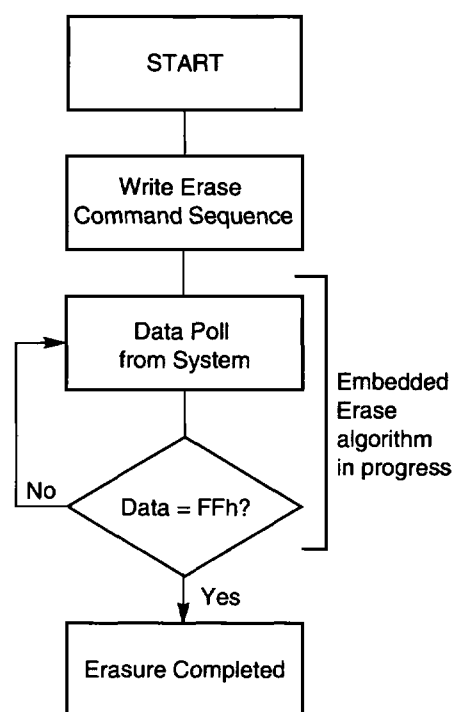 START
Write Erase
Command Sequence
Data Poll
from System
Embedded
Erase
algorithm
in progress
No
Data = FFh?
Yes
Erasure Completed